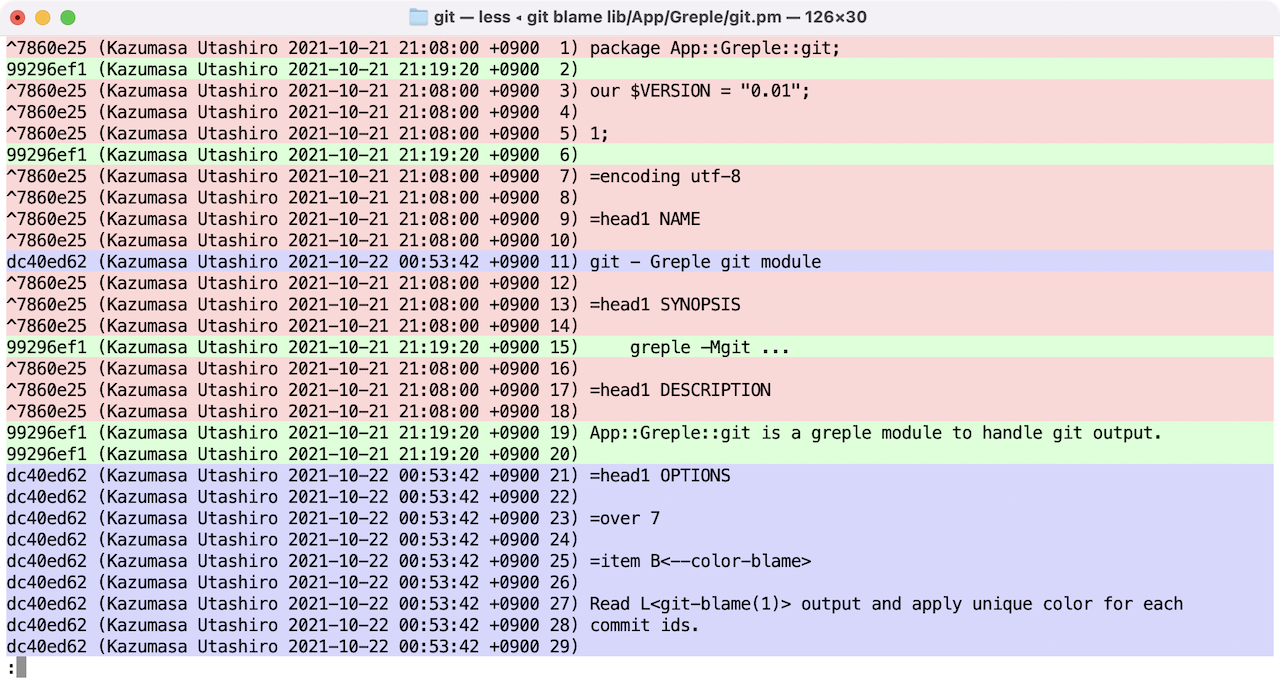 git — less ◂ git blame lib/App/Greple/git.pm — 126×30
^7860e25 (Kazumasa Utashiro 2021-10-21 21:08:00 +0900  1) package App::Greple::git;
99296ef1 (Kazumasa Utashiro 2021-10-21 21:19:20 +0900  2)
^7860e25 (Kazumasa Utashiro 2021-10-21 21:08:00 +0900  3) our $VERSION = "0.01";
^7860e25 (Kazumasa Utashiro 2021-10-21 21:08:00 +0900  4)
^7860e25 (Kazumasa Utashiro 2021-10-21 21:08:00 +0900  5) 1;
99296ef1 (Kazumasa Utashiro 2021-10-21 21:19:20 +0900  6)
^7860e25 (Kazumasa Utashiro 2021-10-21 21:08:00 +0900  7) =encoding utf-8
^7860e25 (Kazumasa Utashiro 2021-10-21 21:08:00 +0900  8)
^7860e25 (Kazumasa Utashiro 2021-10-21 21:08:00 +0900  9) =head1 NAME
^7860e25 (Kazumasa Utashiro 2021-10-21 21:08:00 +0900 10)
dc40ed62 (Kazumasa Utashiro 2021-10-22 00:53:42 +0900 11) git - Greple git module
^7860e25 (Kazumasa Utashiro 2021-10-21 21:08:00 +0900 12)
^7860e25 (Kazumasa Utashiro 2021-10-21 21:08:00 +0900 13) =head1 SYNOPSIS
^7860e25 (Kazumasa Utashiro 2021-10-21 21:08:00 +0900 14)
99296ef1 (Kazumasa Utashiro 2021-10-21 21:19:20 +0900 15)     greple -Mgit ...
^7860e25 (Kazumasa Utashiro 2021-10-21 21:08:00 +0900 16)
^7860e25 (Kazumasa Utashiro 2021-10-21 21:08:00 +0900 17) =head1 DESCRIPTION
^7860e25 (Kazumasa Utashiro 2021-10-21 21:08:00 +0900 18)
99296ef1 (Kazumasa Utashiro 2021-10-21 21:19:20 +0900 19) App::Greple::git is a greple module to handle git output.
99296ef1 (Kazumasa Utashiro 2021-10-21 21:19:20 +0900 20)
dc40ed62 (Kazumasa Utashiro 2021-10-22 00:53:42 +0900 21) =head1 OPTIONS
dc40ed62 (Kazumasa Utashiro 2021-10-22 00:53:42 +0900 22)
dc40ed62 (Kazumasa Utashiro 2021-10-22 00:53:42 +0900 23) =over 7
dc40ed62 (Kazumasa Utashiro 2021-10-22 00:53:42 +0900 24)
dc40ed62 (Kazumasa Utashiro 2021-10-22 00:53:42 +0900 25) =item B<--color-blame>
dc40ed62 (Kazumasa Utashiro 2021-10-22 00:53:42 +0900 26)
dc40ed62 (Kazumasa Utashiro 2021-10-22 00:53:42 +0900 27) Read L<git-blame(1)> output and apply unique color for each
dc40ed62 (Kazumasa Utashiro 2021-10-22 00:53:42 +0900 28) commit ids.
dc40ed62 (Kazumasa Utashiro 2021-10-22 00:53:42 +0900 29)
: